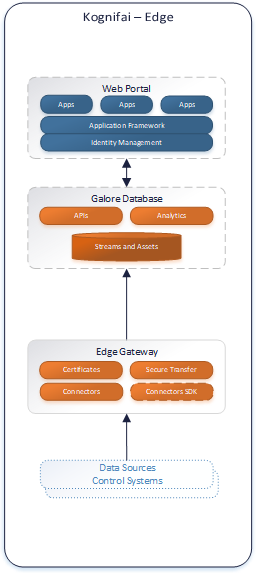 Kognifai – Edge
Web Portal
Apps Apps Apps
Application Framework
Identity Management
Galore Database
APIs Analytics
Streams and Assets
Edge Gateway
Certificates Secure Transfer
Connectors Connectors SDK
Data Sources
Control Systems